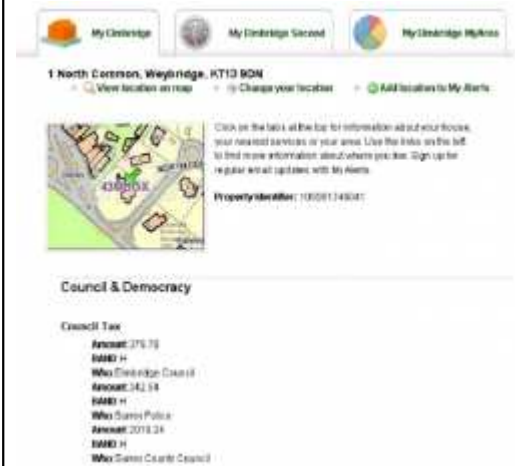 My Elmbridge
My Elmbridge Second
My Elmbridge MyArea
1 North Common, Weybridge, KT13 9DN
View location on map
Change your location
Add location to My Alerts
Click on the tabs at the top for information about your house,
your nearest services or your area. Use the links on the left
to find more information about where you live. Sign up for
regular email updates with My Alerts.
Property Identifier:
Council & Democracy
Council Tax
Amount:
BAND H
Who: Elmbridge Council
Amount:
BAND H
Who: Surrey Police
Amount:
BAND H
Who: Surrey County Council